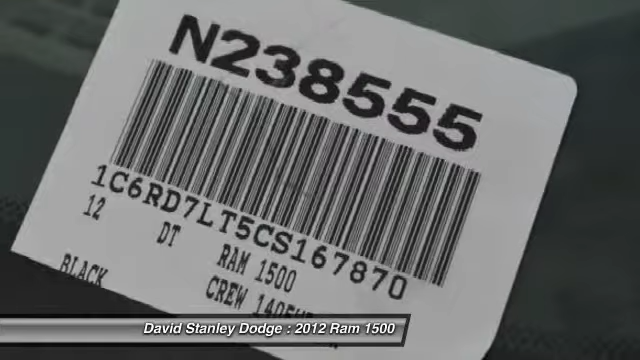 N238555
1C6RD7LT5CS167870
12 DT RAM 1500
BLACK CREW
David Stanley Dodge : 2012 Ram 1500